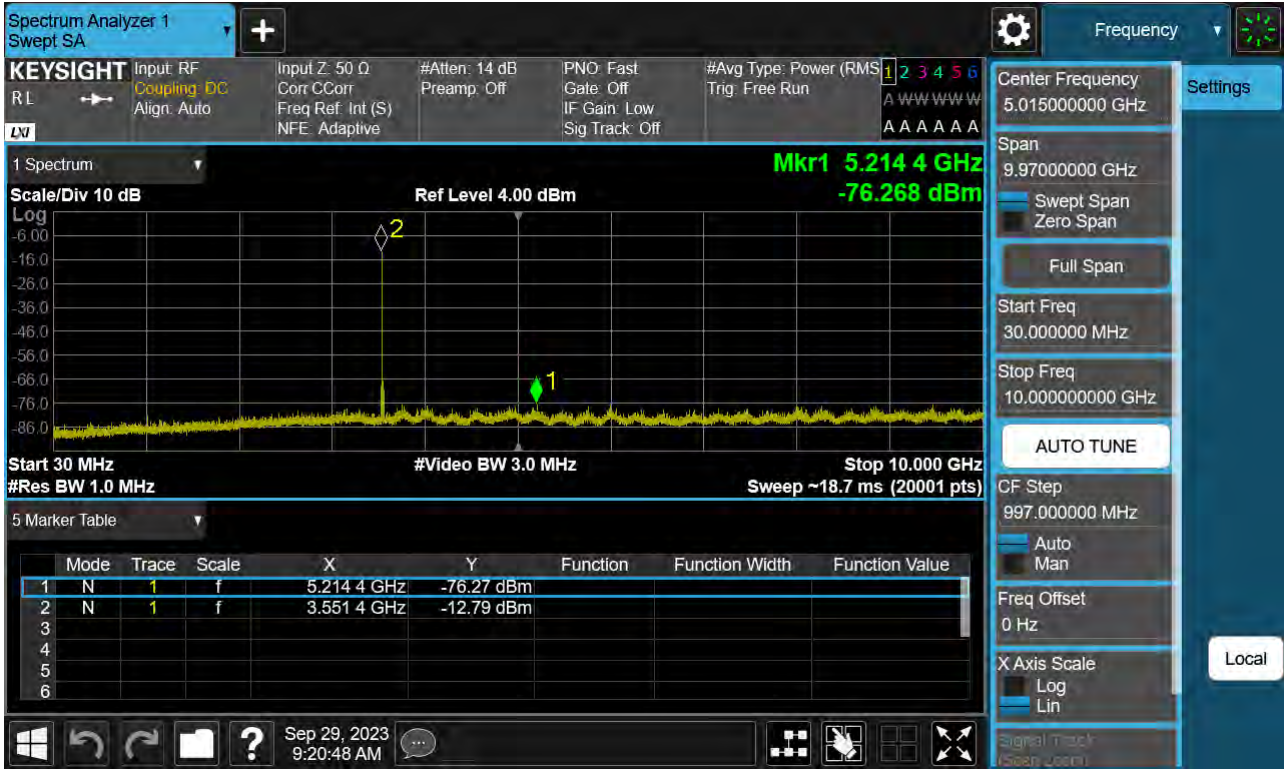 Spectrum Analyzer 1
Swept SA
Frequency
KEYSIGHT
RL
LXI
Input: RF
Coupling: DC
Align: Auto
Input Z: 50 Ω
Corr CCorr
Freq Ref: Int (S)
NFE: Adaptive
#Atten: 14 dB
Preamp: Off
PNO: Fast
Gate: Off
IF Gain: Low
Sig Track: Off
#Avg Type: Power (RMS
Trig: Free Run
1 2 3 4 5 6
A W W W W W
A A A A A A
1 Spectrum
Mkr1 5.214 4 GHz
-76.268 dBm
Scale/Div 10 dB
Ref Level 4.00 dBm
Log
-6.00
-16.0
-26.0
-36.0
-46.0
-56.0
-66.0
-76.0
-86.0
2
1
Start 30 MHz
#Video BW 3.0 MHz
Stop 10.000 GHz
#Res BW 1.0 MHz
Sweep ~18.7 ms (20001 pts)
5 Marker Table
Mode Trace Scale X Y Function Function Width Function Value
1 N 1 f 5.214 4 GHz -76.27 dBm
2 N 1 f 3.551 4 GHz -12.79 dBm
3
4
5
6
Sep 29, 2023
9:20:48 AM
?
Center Frequency
5.015000000 GHz
Settings
Span
9.97000000 GHz
Swept Span
Zero Span
Full Span
Start Freq
30.000000 MHz
Stop Freq
10.000000000 GHz
AUTO TUNE
CF Step
997.000000 MHz
Auto
Man
Freq Offset
0 Hz
X Axis Scale
Log
Lin
Local
Signal Track
(Span Zoom)